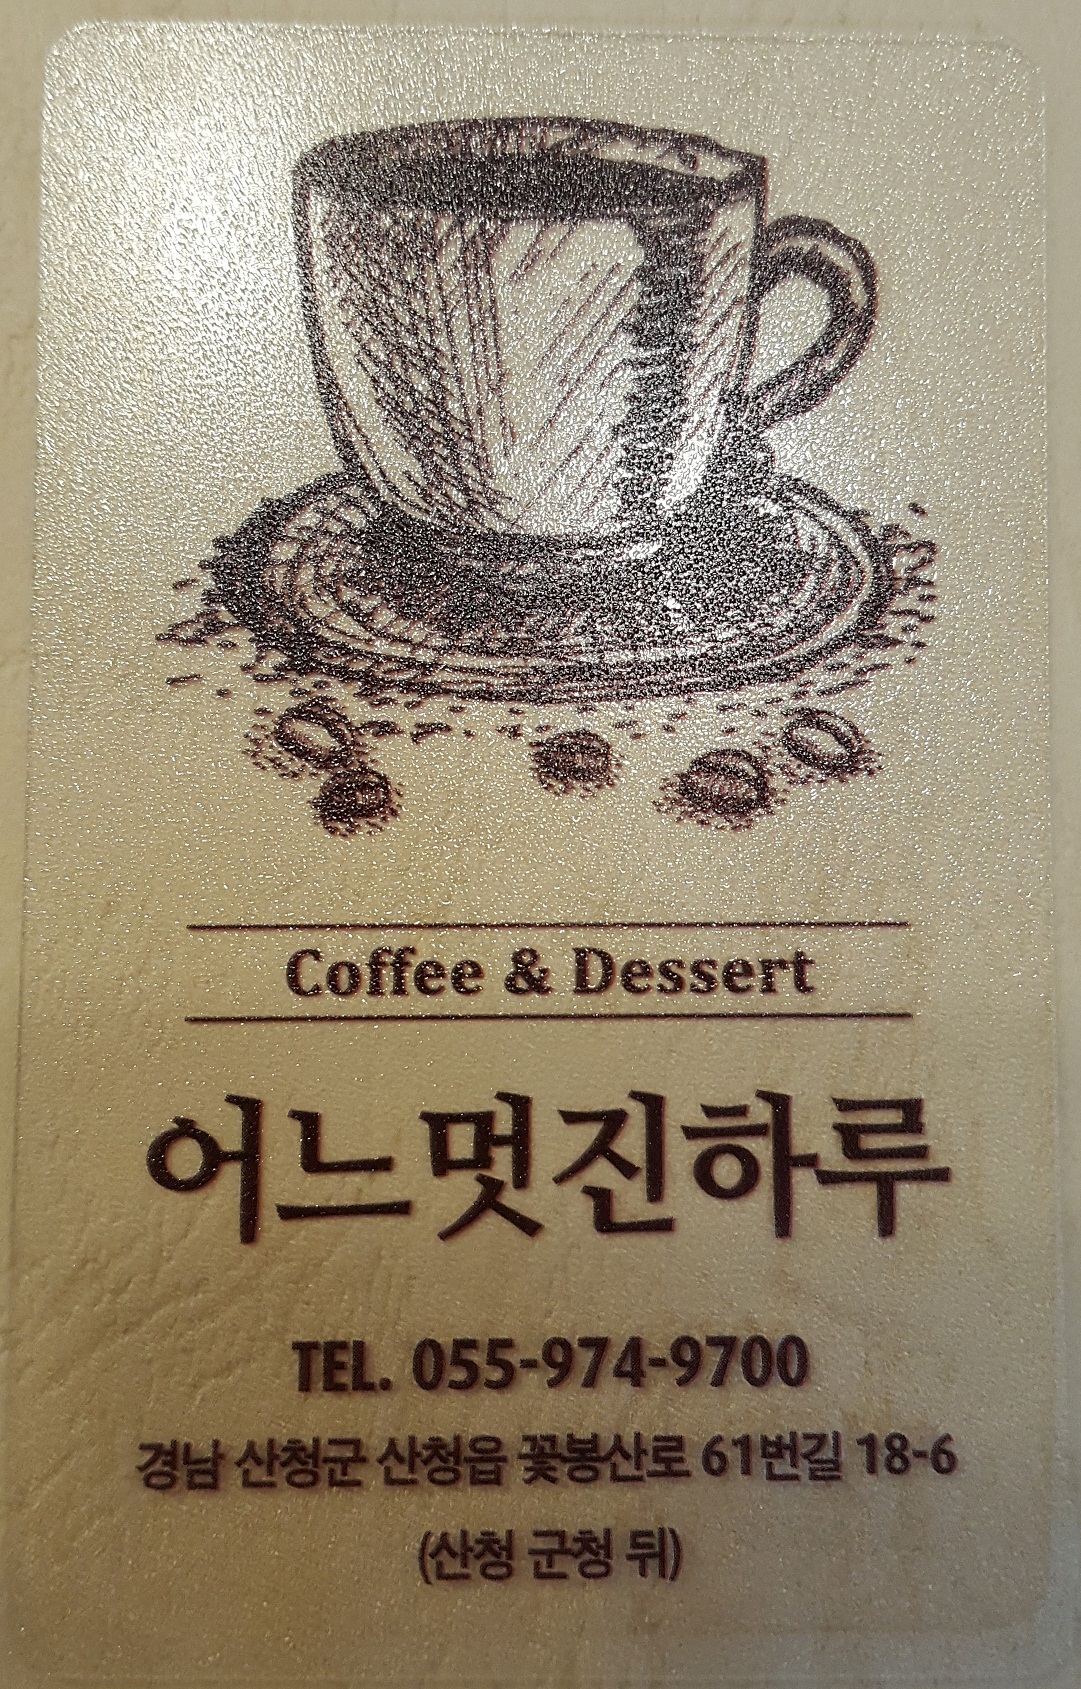 Coffee & Dessert
어느멋진하루
TEL. 055-974-9700
경남 산청군 산청읍 꽃봉산로 61번길 18-6
(산청 군청 뒤)